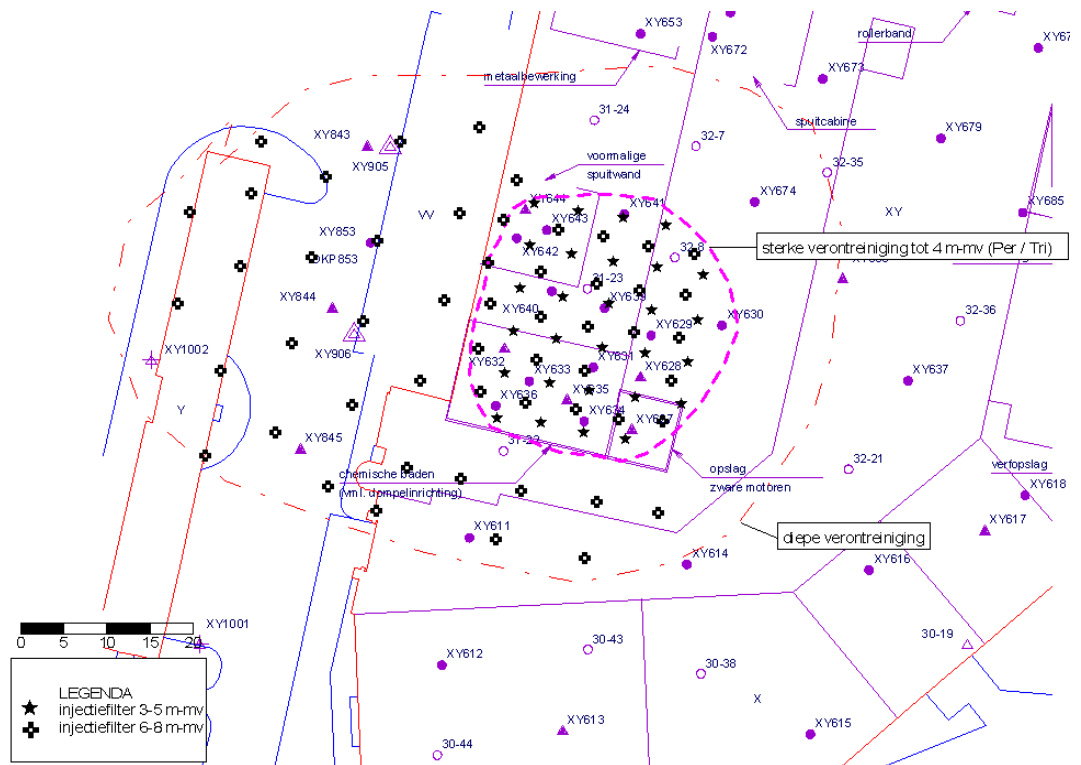 XY653
XY672
rollerband
XY67
metaalbewerking
XY673
31-24
spuitcabine
XY843
32-7
XY679
XY905
voormalige
spuitwand
32-35
XY644
XY674
W
XY643
XY641
XY
XY685
XY853
XY642
32-8
sterke verontreiniging tot 4 m-mv (Per / Tri)
DKP853
31-23
XY844
XY640
XY639
XY630
32-36
XY629
XY906
XY1002
XY632
XY633
XY631
XY628
XY637
Y
XY636
XY635
XY634
31-22
XY845
chemische baden
(vml. dompelinrichting)
opslag
zware motoren
32-21
verfopslag
XY618
XY611
diepe verontreiniging
XY617
XY614
XY616
XY1001
0 5 10 15 20
30-43
30-19
XY612
30-38
LEGENDA
injectiefilter 3-5 m-mv
injectiefilter 6-8 m-mv
X
XY613
XY615
30-44